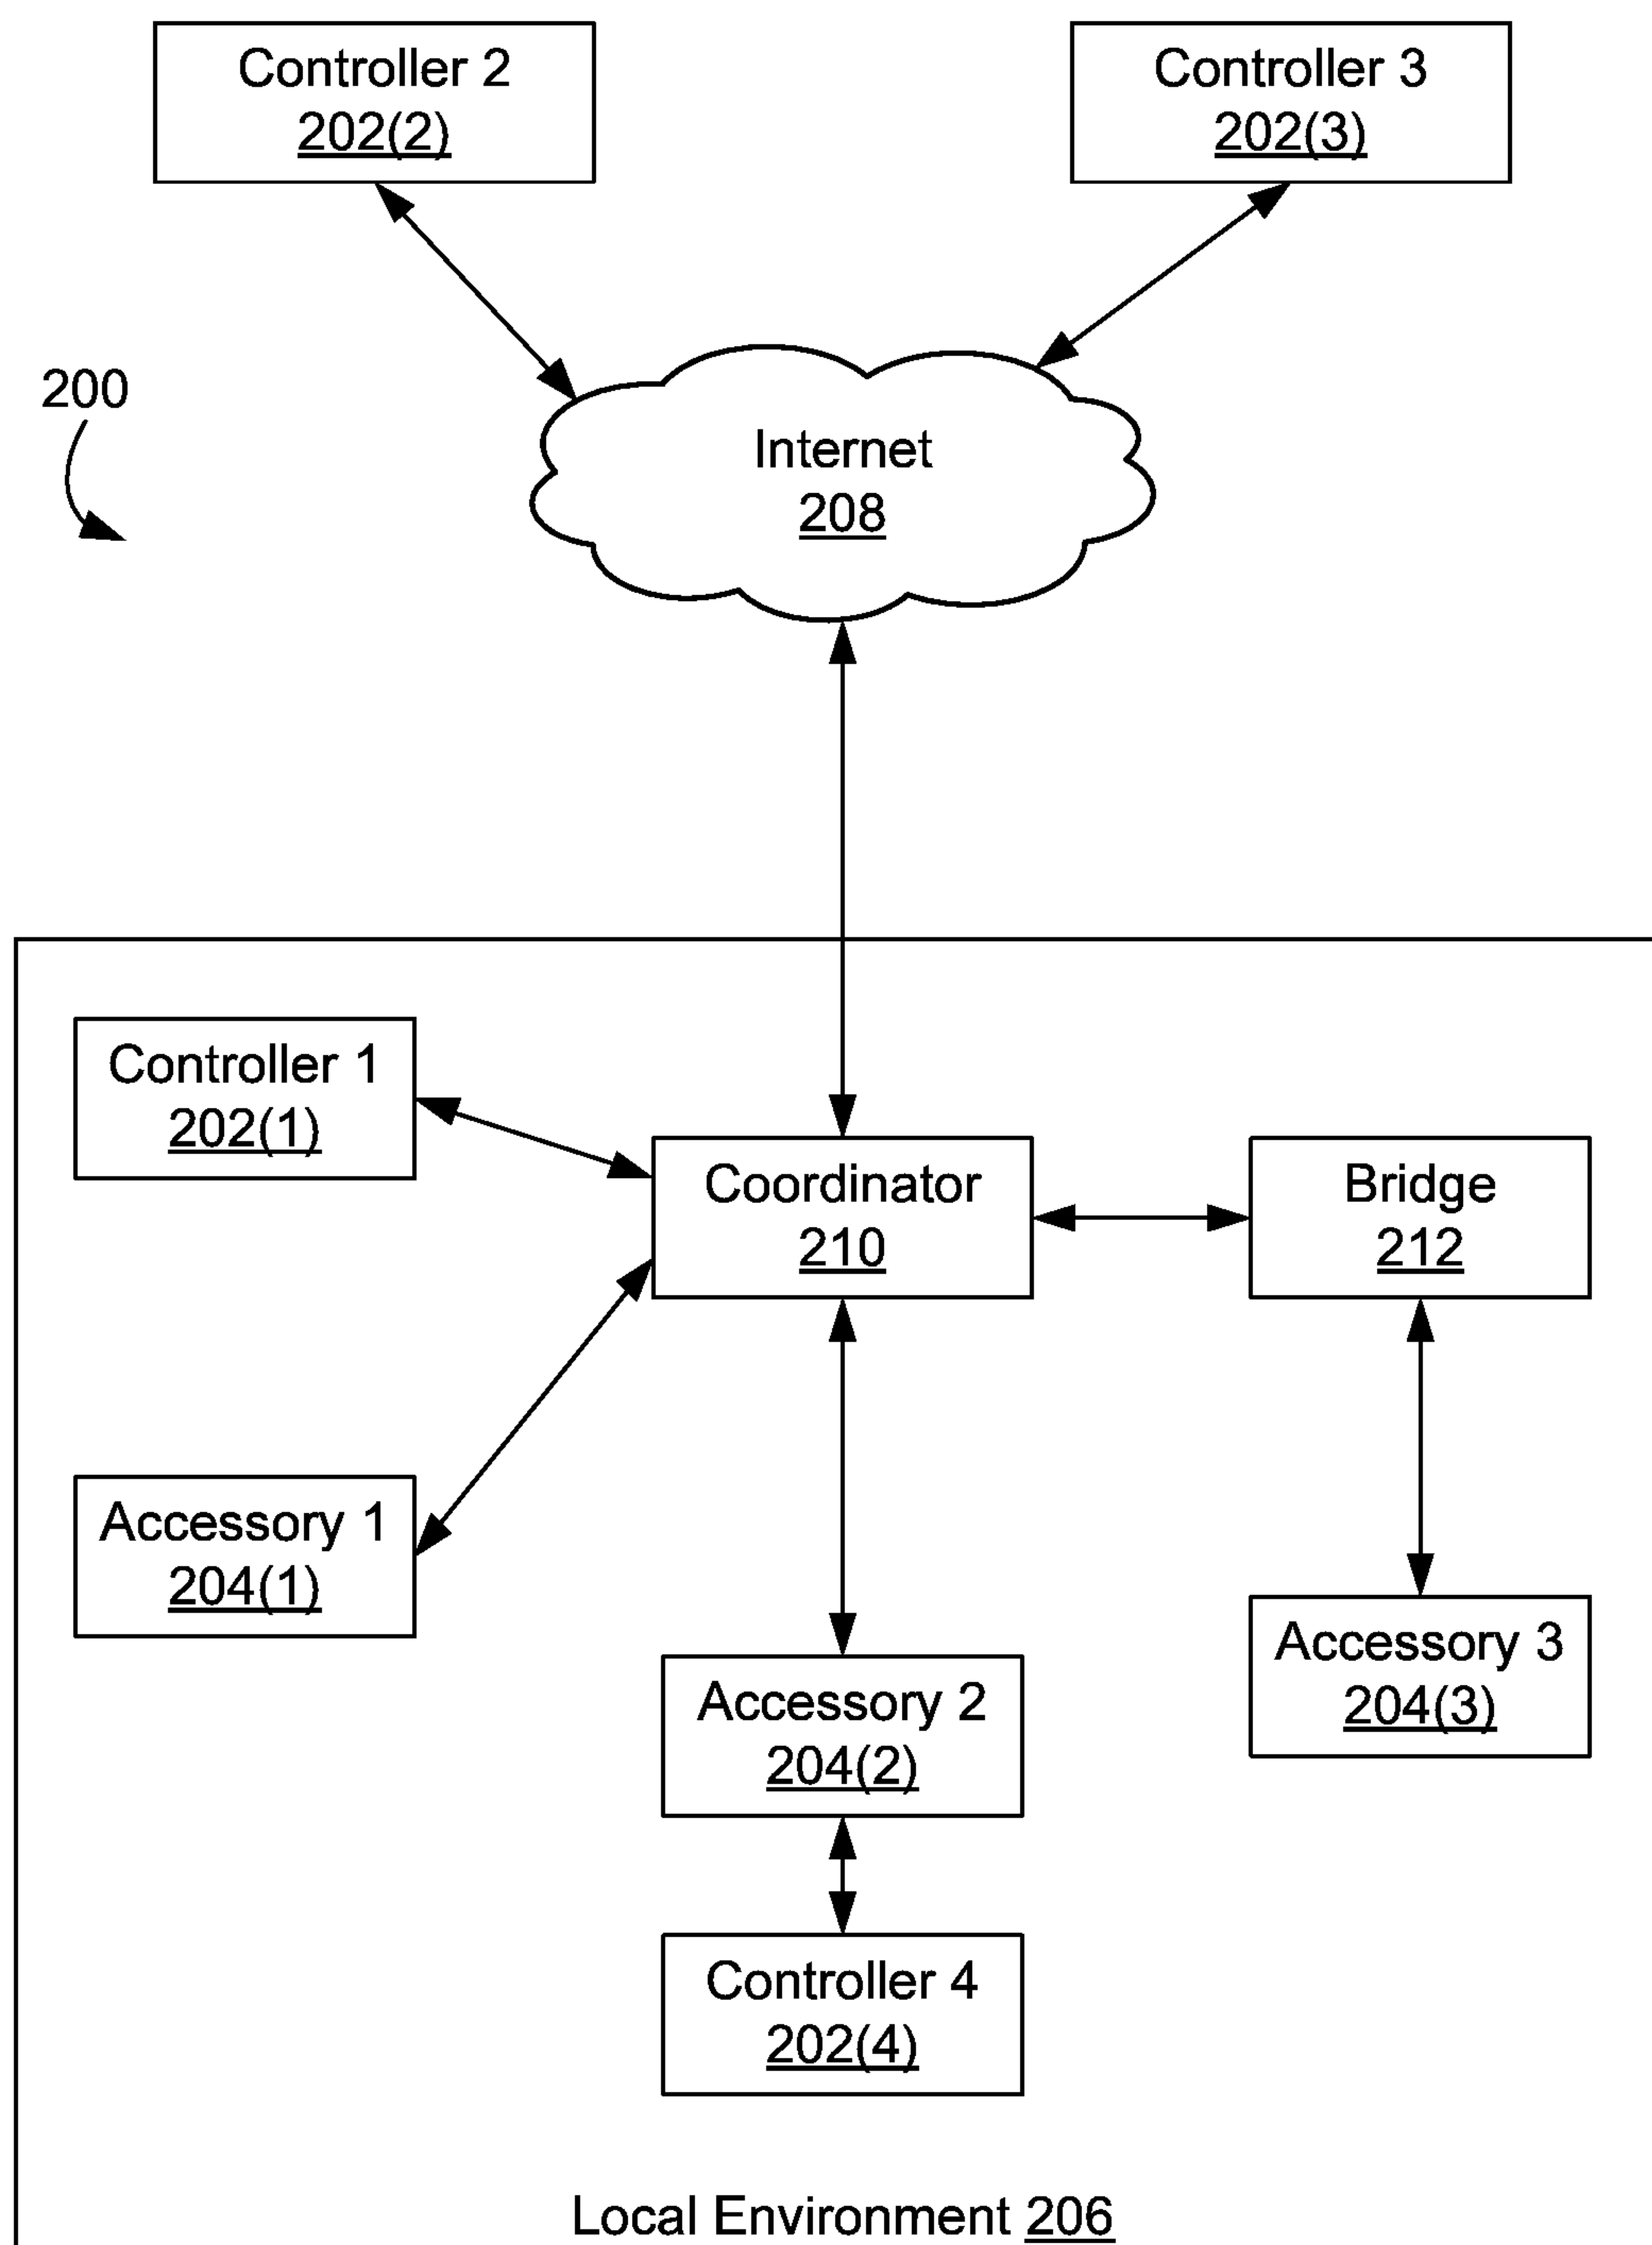 Controller 2
202(2)
Controller 3
202(3)
200
Internet
208
Controller 1
202(1)
Coordinator
210
Bridge
212
Accessory 1
204(1)
Accessory 2
204(2)
Accessory 3
204(3)
Controller 4
202(4)
Local Environment 206